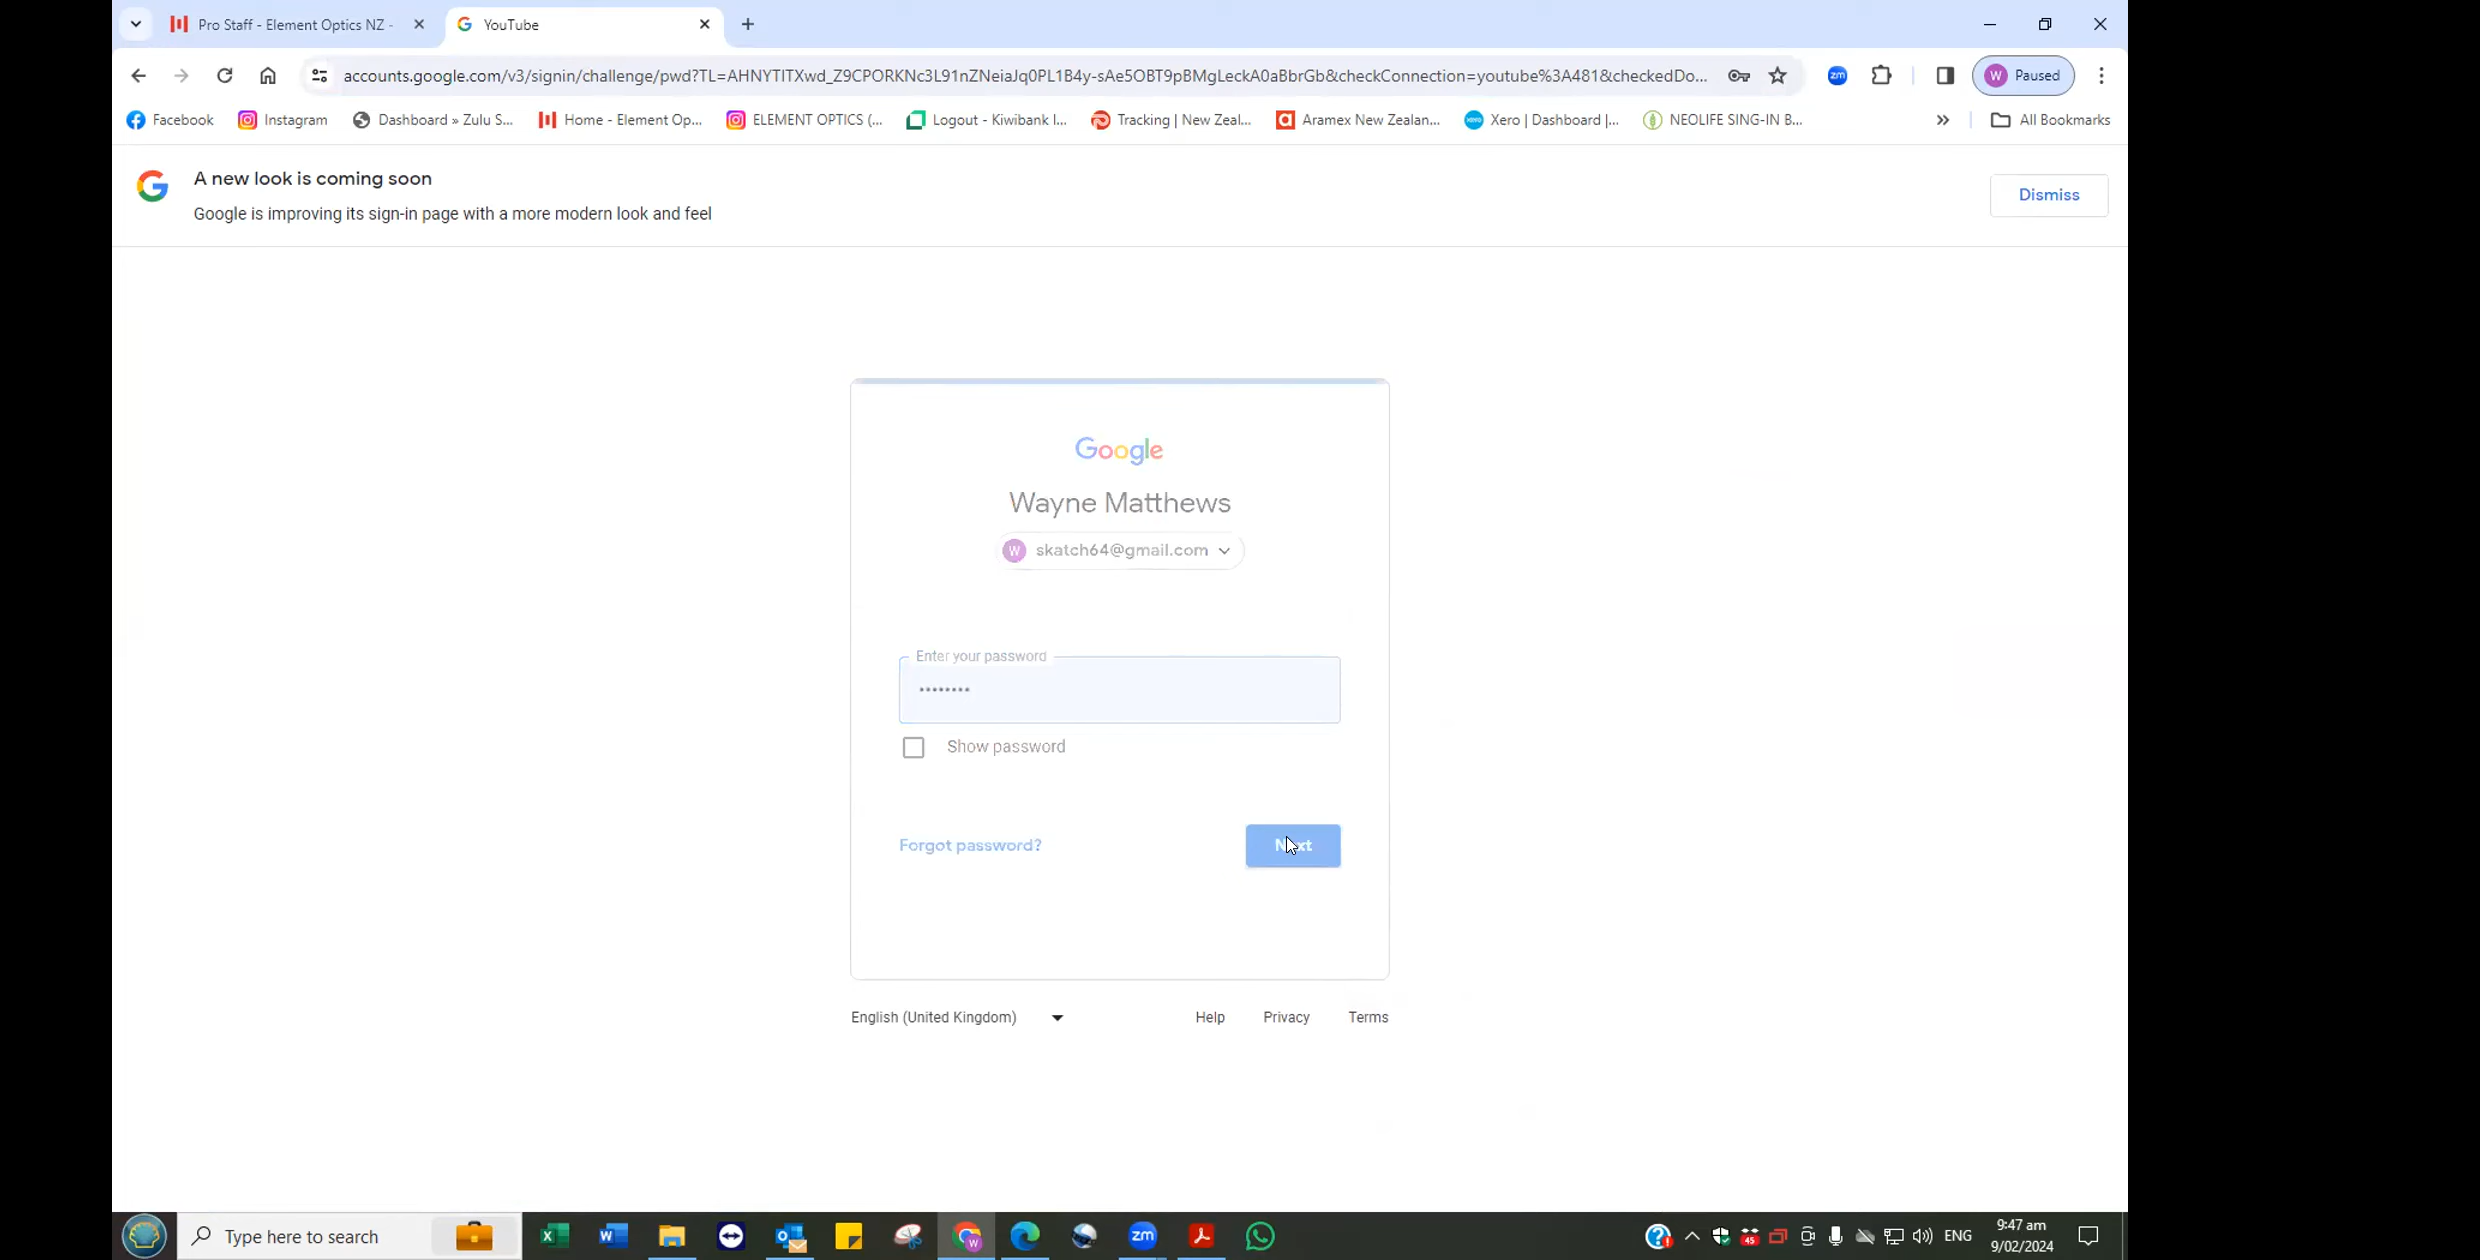 Pro Staff - Element Optics NZ -
YouTube
accounts.google.com/v3/signin/challenge/pwd?TL=AHNYTITXwd_Z9CPORKNc3L91nZNeiaJq0PL1B4y-sAe5OBT9pBMgLeckA0aBbrGb&checkConnection=youtube%3A481&checkedDo...
zm
W Paused
Facebook
Instagram
Dashboard » Zulu S...
Home - Element Op...
ELEMENT OPTICS (...
Logout - Kiwibank I...
Tracking | New Zeal...
Aramex New Zealan...
Xero | Dashboard |...
NEOLIFE SING-IN B...
All Bookmarks
A new look is coming soon
Google is improving its sign-in page with a more modern look and feel
Dismiss
Google
Wayne Matthews
W skatch64@gmail.com
Enter your password
••••••••
Show password
Forgot password?
Next
English (United Kingdom)
Help
Privacy
Terms
Type here to search
zm
45
ENG
9:47 am
9/02/2024